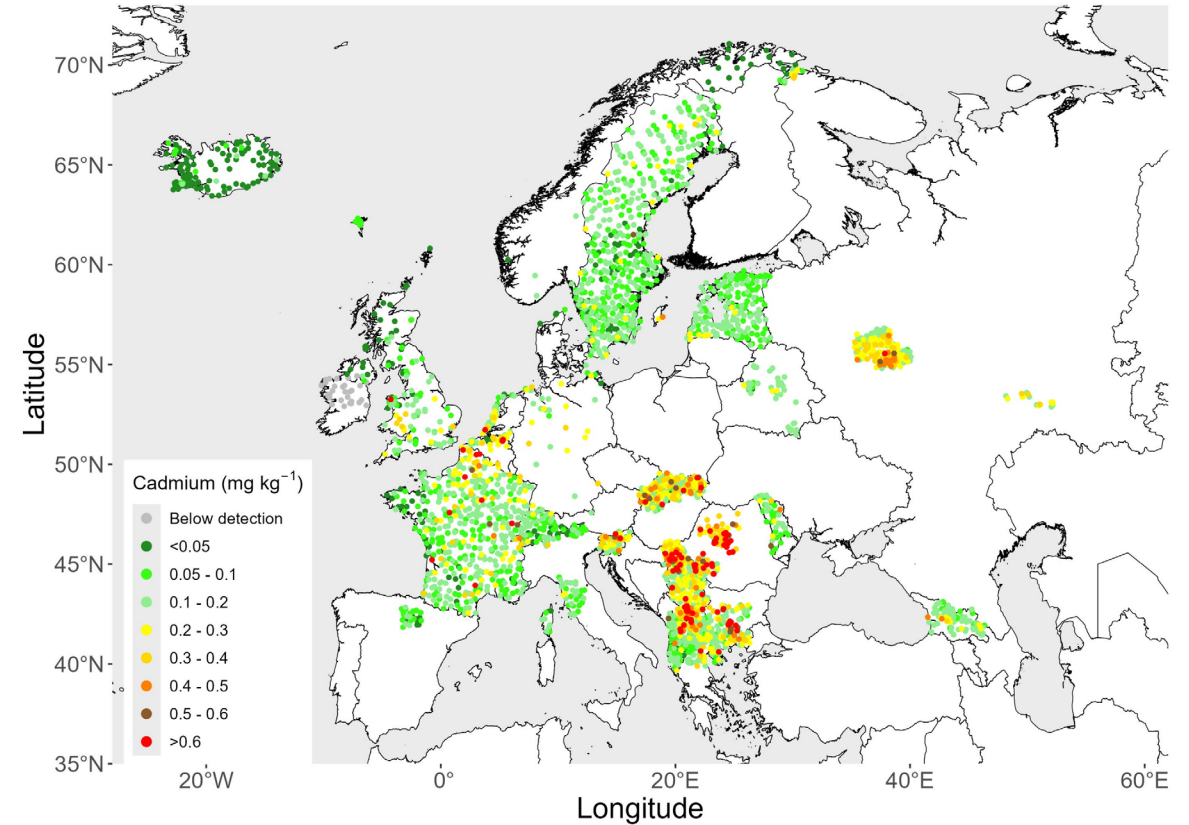 70°N
65°N
60°N
55°N
50°N
45°N
40°N
35°N
Latitude
Cadmium (mg kg⁻¹)
Below detection
<0.05
0.05 - 0.1
0.1 - 0.2
0.2 - 0.3
0.3 - 0.4
0.4 - 0.5
0.5 - 0.6
>0.6
20°W
0°
20°E
40°E
60°E
Longitude